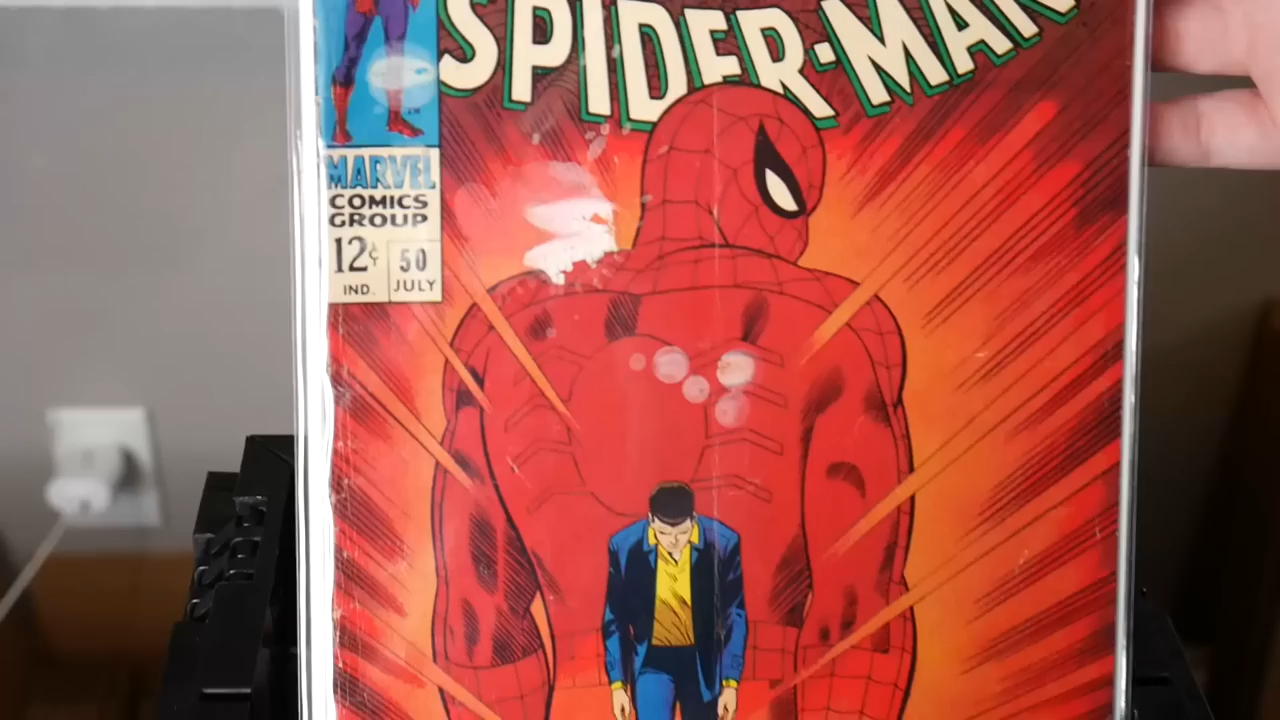 SPIDER-MAN
MARVEL
COMICS
GROUP
12¢ 50
IND. JULY